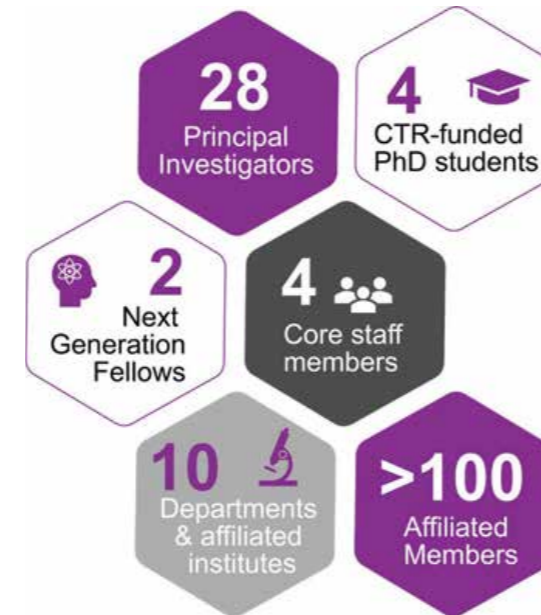 28
Principal
Investigators
4
CTR-funded
PhD students
2
Next
Generation
Fellows
4
Core staff
members
10
Departments
& affiliated
institutes
>100
Affiliated
Members